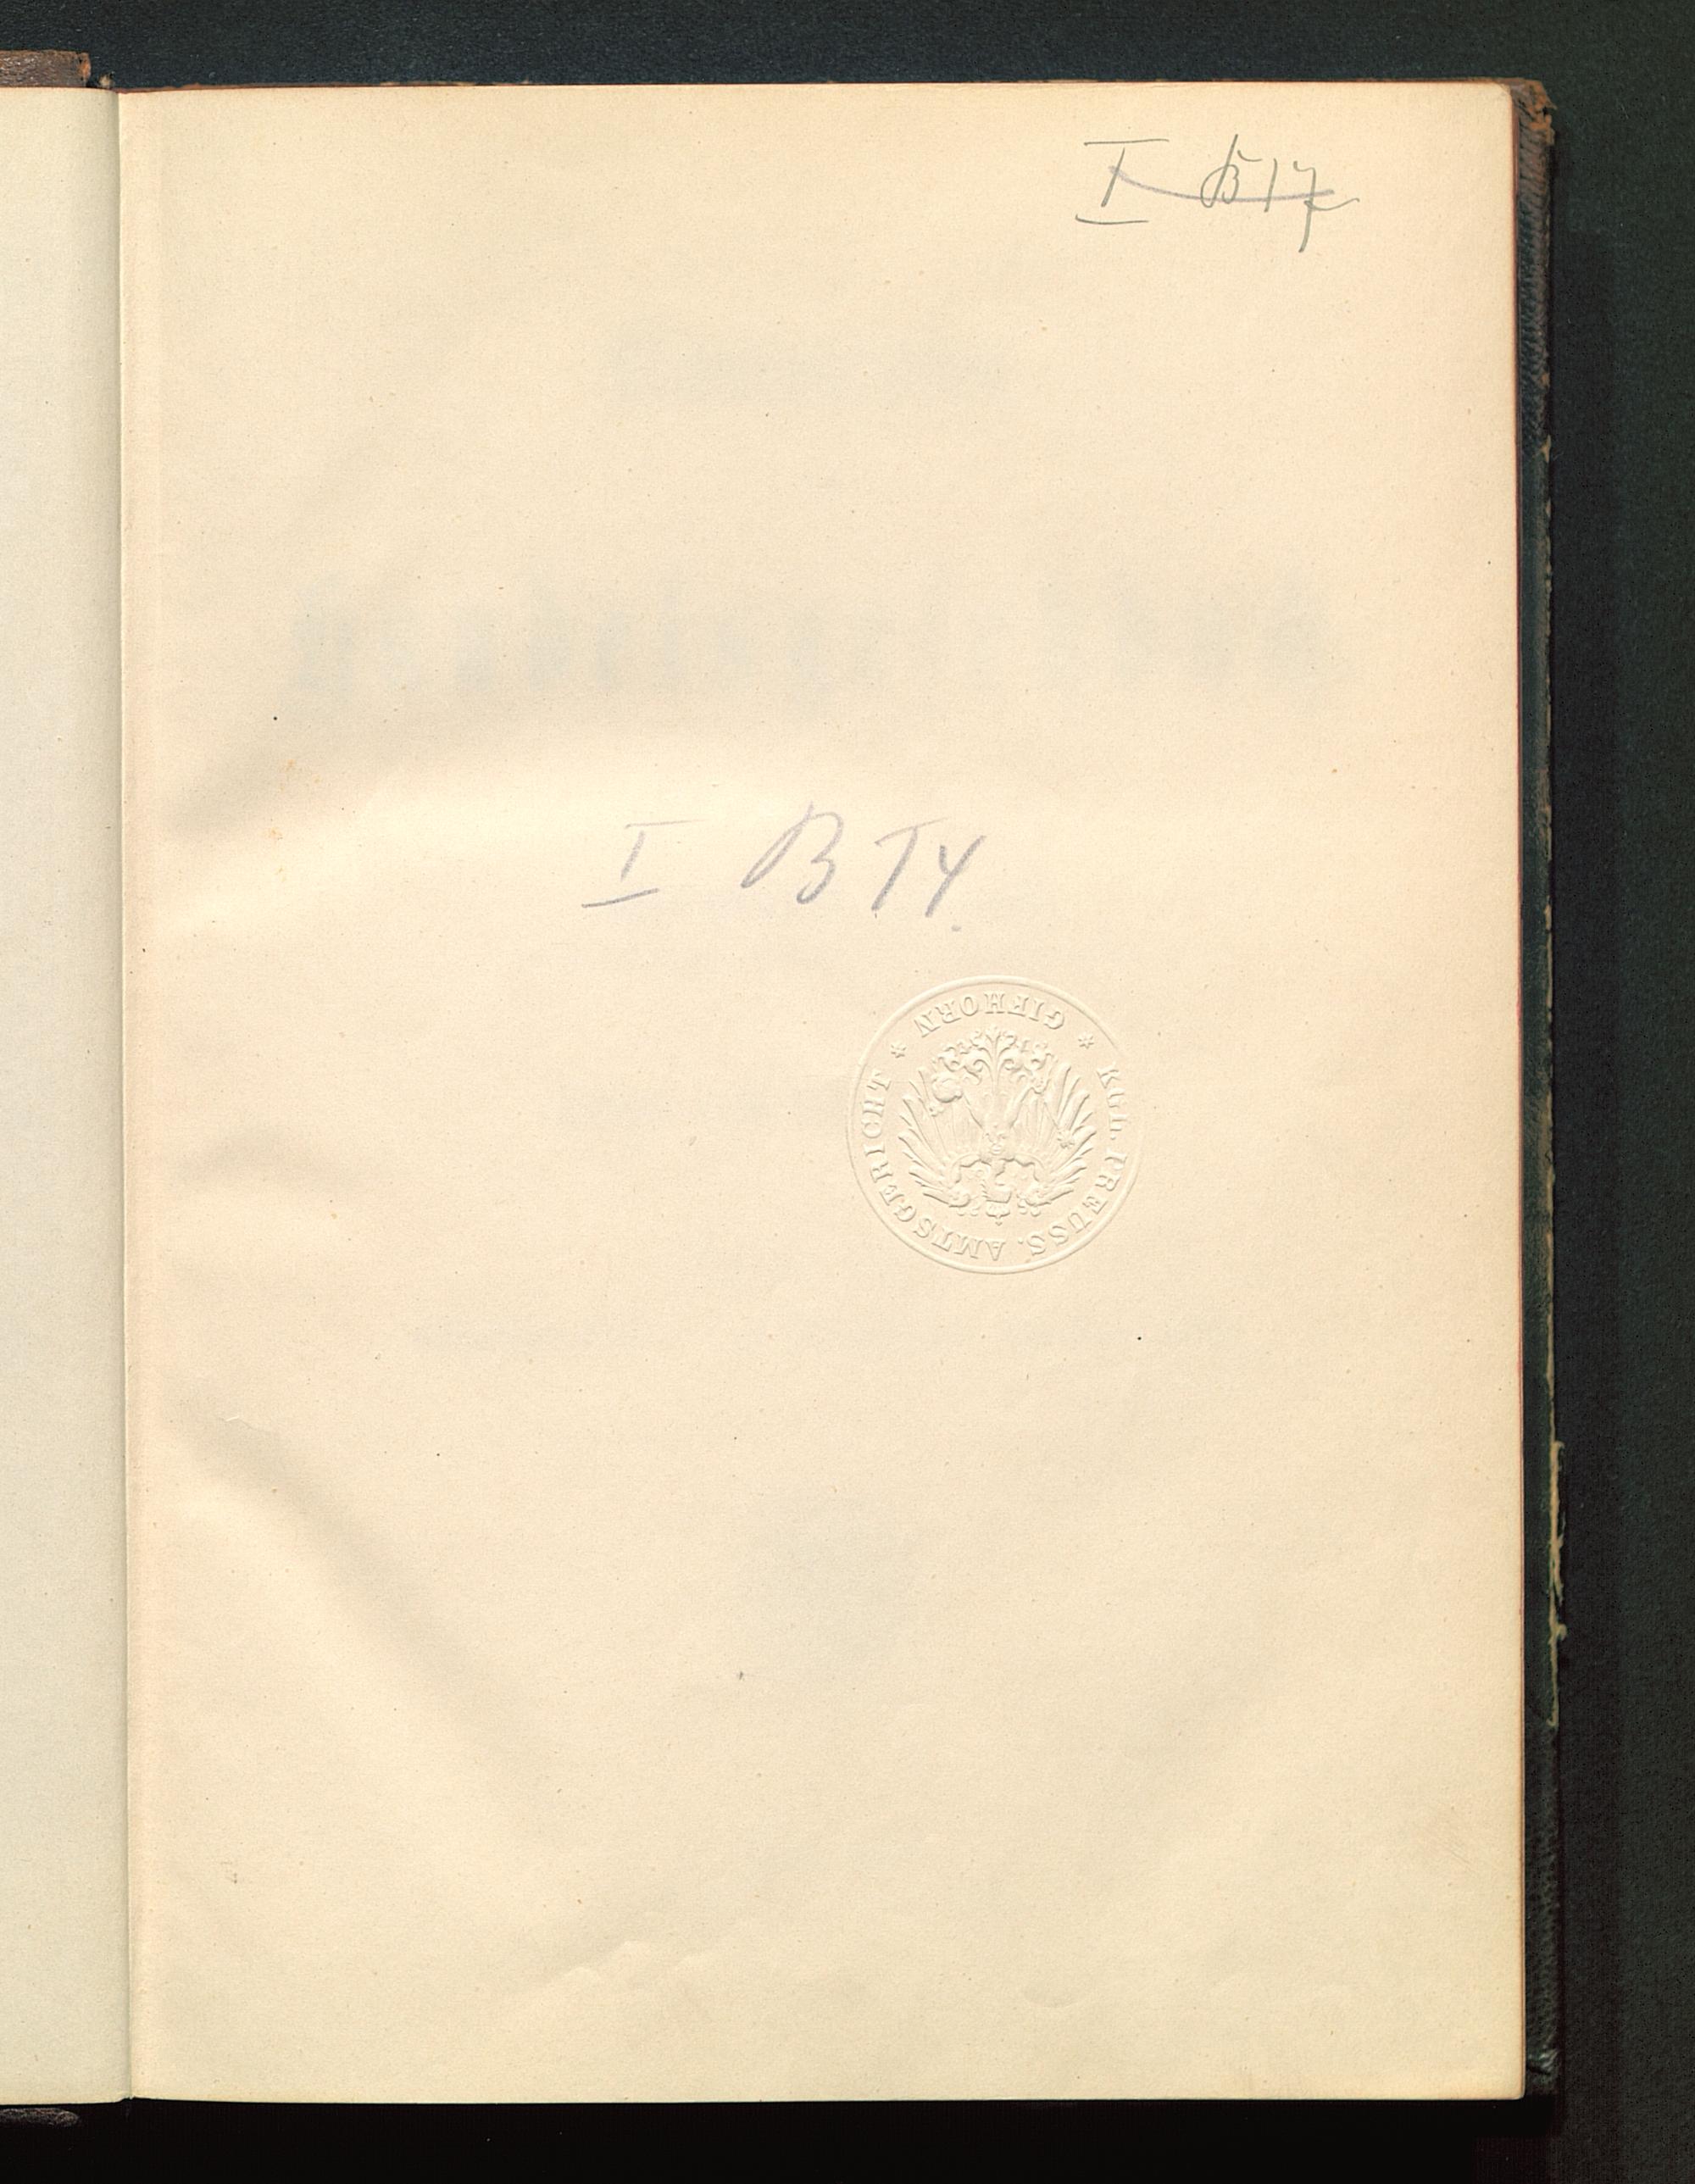 I B 17
I B 14.
KGL. PREUSS. AMTSGERICHT
* GIFHORN *